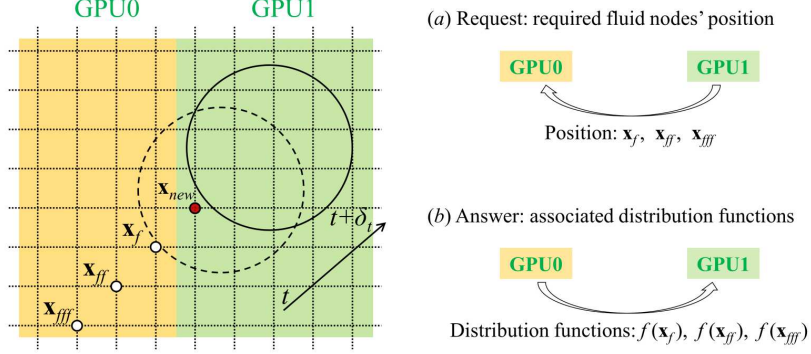 GPU0 GPU1
x_new
t+δ_t
x_f
x_ff
t
x_fff
(a) Request: required fluid nodes' position
GPU0 GPU1
Position: x_f, x_ff, x_fff
(b) Answer: associated distribution functions
GPU0 GPU1
Distribution functions: f(x_f), f(x_ff), f(x_fff)